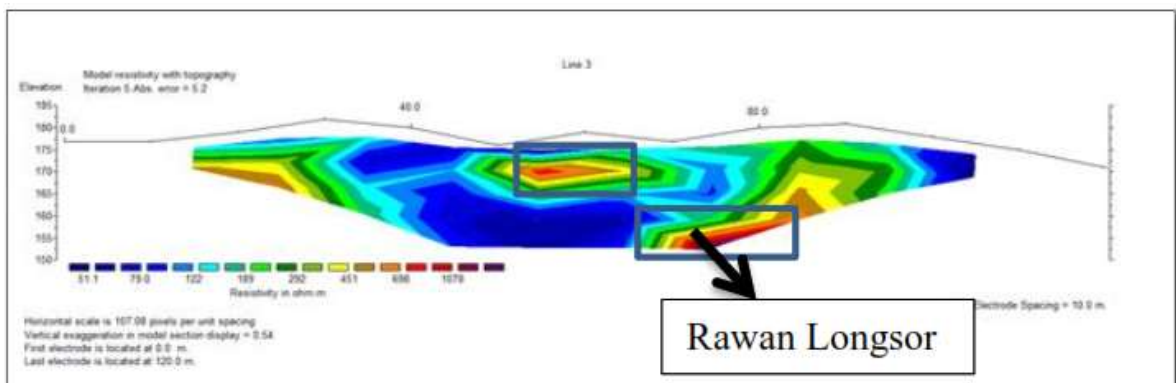 Line 3
Model resistivity with topography
Iteration 5 Abs. error = 5.2
Elevation
185
180
175
170
165
160
155
150
0.0
40.0
80.0
51.1 79.0 122 189 292 451 696 1070
Resistivity in ohm.m
Horizontal scale is 107.08 pixels per unit spacing
Vertical exaggeration in model section display = 0.54
First electrode is located at 0.0 m.
Last electrode is located at 120.0 m.
Electrode Spacing = 10.0 m.
Rawan Longsor